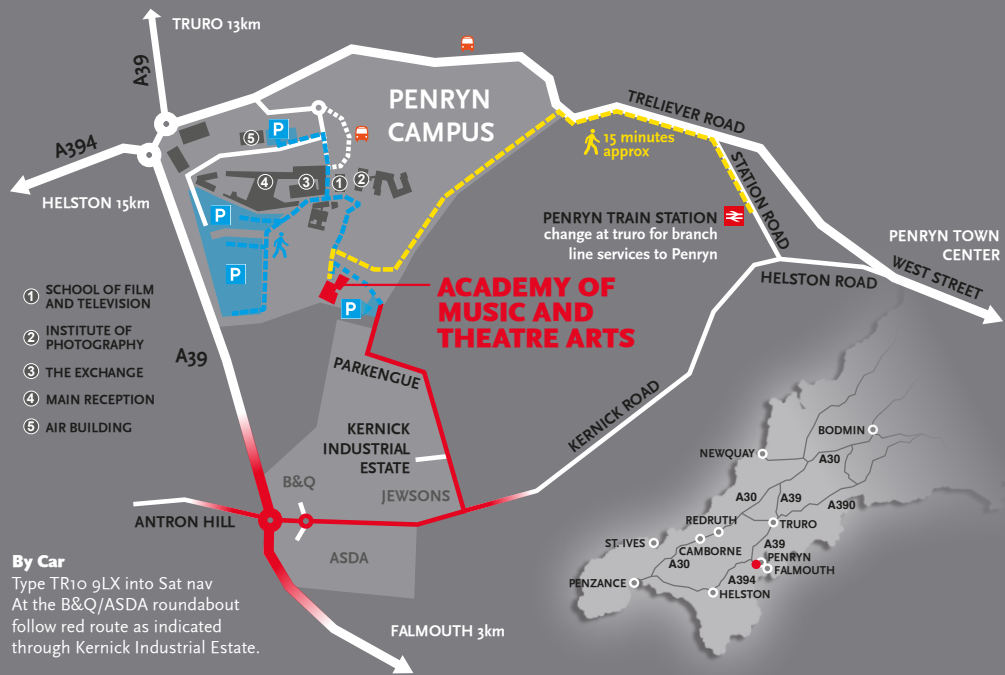 TRURO 13km
A39
A394
HELSTON 15km
PENRYN
CAMPUS
P
5
4
3
1
2
P
P
P
TRELIEVER ROAD
15 minutes
approx
STATION ROAD
PENRYN TRAIN STATION
change at truro for branch
line services to Penryn
PENRYN TOWN
CENTER
WEST STREET
HELSTON ROAD
ACADEMY OF
MUSIC AND
THEATRE ARTS
1 SCHOOL OF FILM
AND TELEVISION
2 INSTITUTE OF
PHOTOGRAPHY
3 THE EXCHANGE
4 MAIN RECEPTION
5 AIR BUILDING
A39
PARKENGUE
KERNICK
INDUSTRIAL
ESTATE
KERNICK ROAD
B&Q
JEWSONS
ANTRON HILL
ASDA
By Car
Type TR10 9LX into Sat nav
At the B&Q/ASDA roundabout
follow red route as indicated
through Kernick Industrial Estate.
FALMOUTH 3km
BODMIN
NEWQUAY
A30
A30
A39
A390
REDRUTH
TRURO
ST. IVES
CAMBORNE
A39
A30
PENRYN
FALMOUTH
PENZANCE
A394
HELSTON